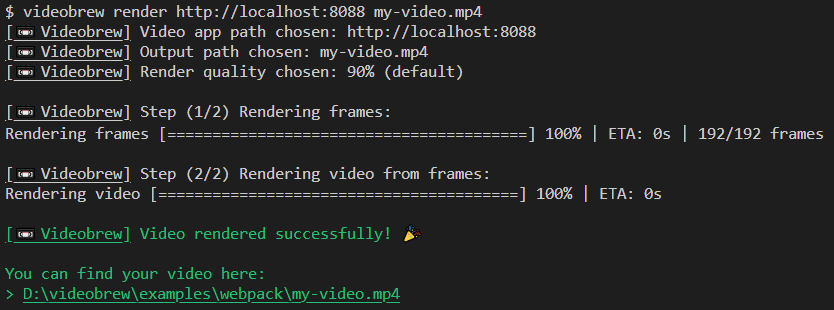 $ videobrew render http://localhost:8088 my-video.mp4
[📼 Videobrew] Video app path chosen: http://localhost:8088
[📼 Videobrew] Output path chosen: my-video.mp4
[📼 Videobrew] Render quality chosen: 90% (default)
[📼 Videobrew] Step (1/2) Rendering frames:
Rendering frames [========================================] 100% | ETA: 0s | 192/192 frames
[📼 Videobrew] Step (2/2) Rendering video from frames:
Rendering video [========================================] 100% | ETA: 0s
[📼 Videobrew] Video rendered successfully! 🎉
You can find your video here:
> D:\videobrew\examples\webpack\my-video.mp4